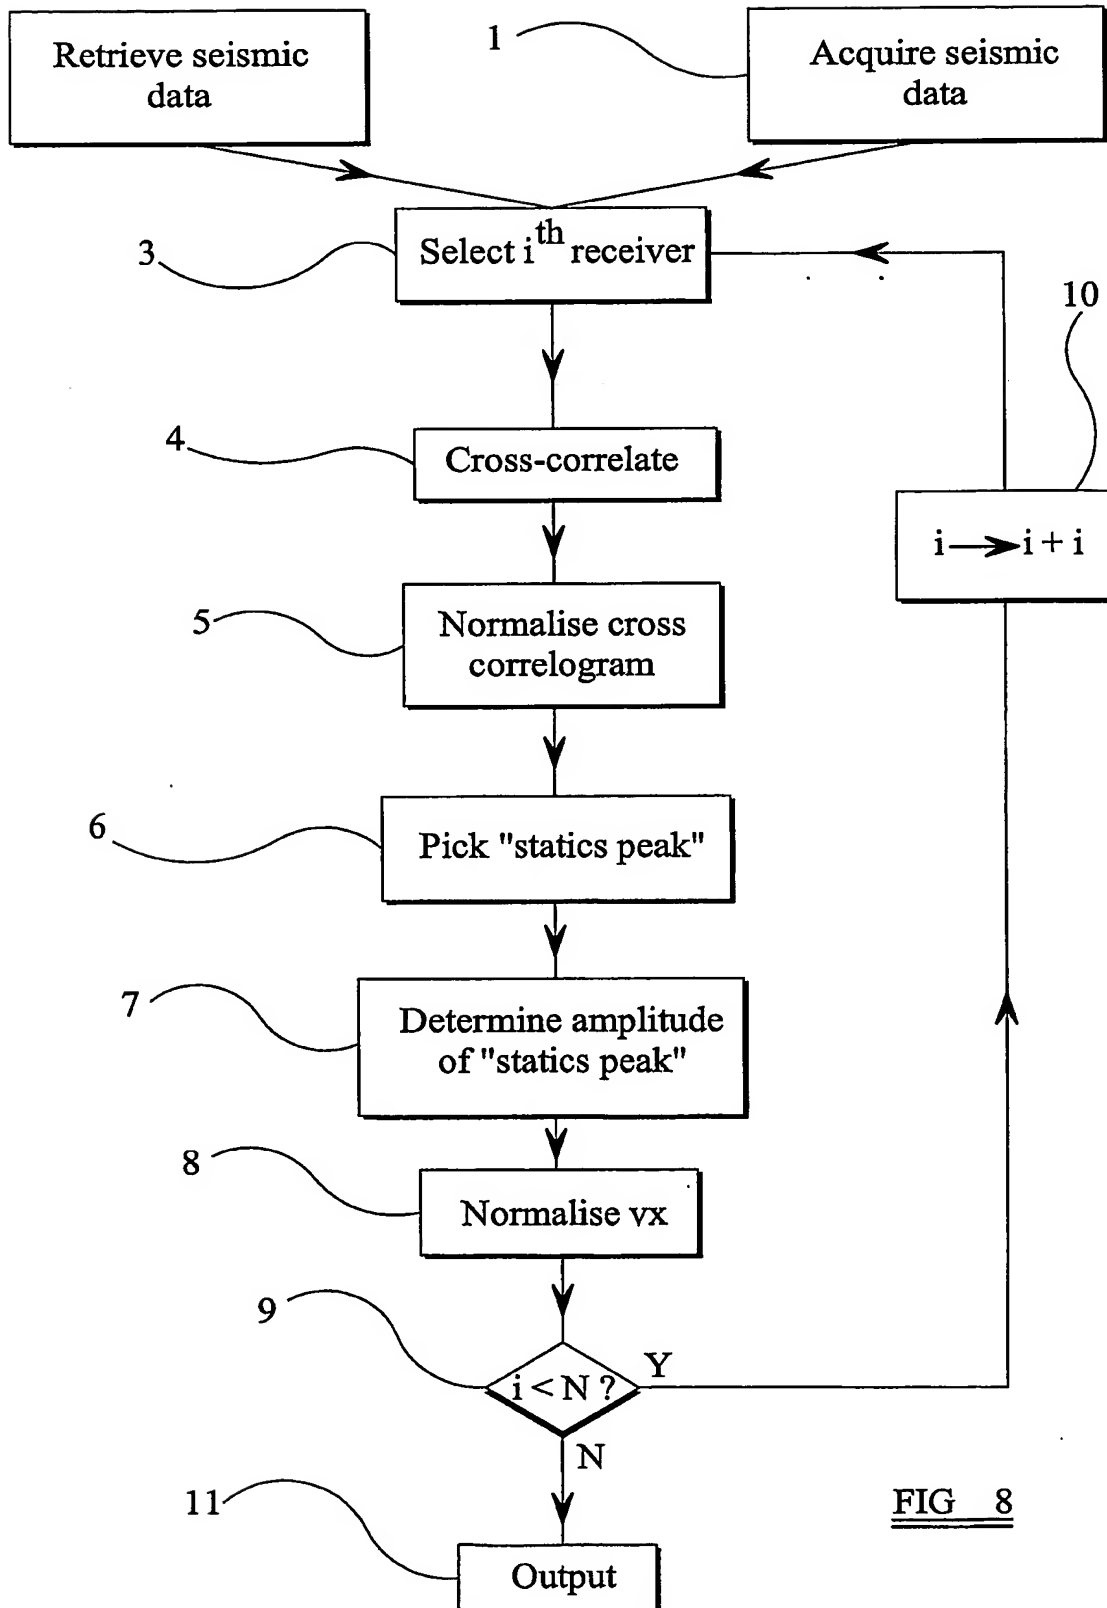 Retrieve seismic
data
1
Acquire seismic
data
3
Select i^th receiver
10
4
Cross-correlate
i → i + i
5
Normalise cross
correlogram
6
Pick "statics peak"
7
Determine amplitude
of "statics peak"
8
Normalise vx
9
i < N ?
Y
N
11
Output
FIG 8